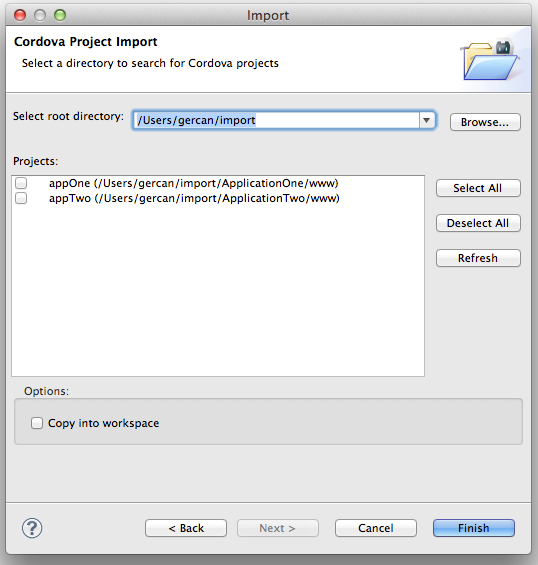 Import
Cordova Project Import
Select a directory to search for Cordova projects
Select root directory: /Users/gercan/import Browse...
Projects:
appOne (/Users/gercan/import/ApplicationOne/www)
appTwo (/Users/gercan/import/ApplicationTwo/www)
Select All
Deselect All
Refresh
Options:
Copy into workspace
? < Back Next > Cancel Finish